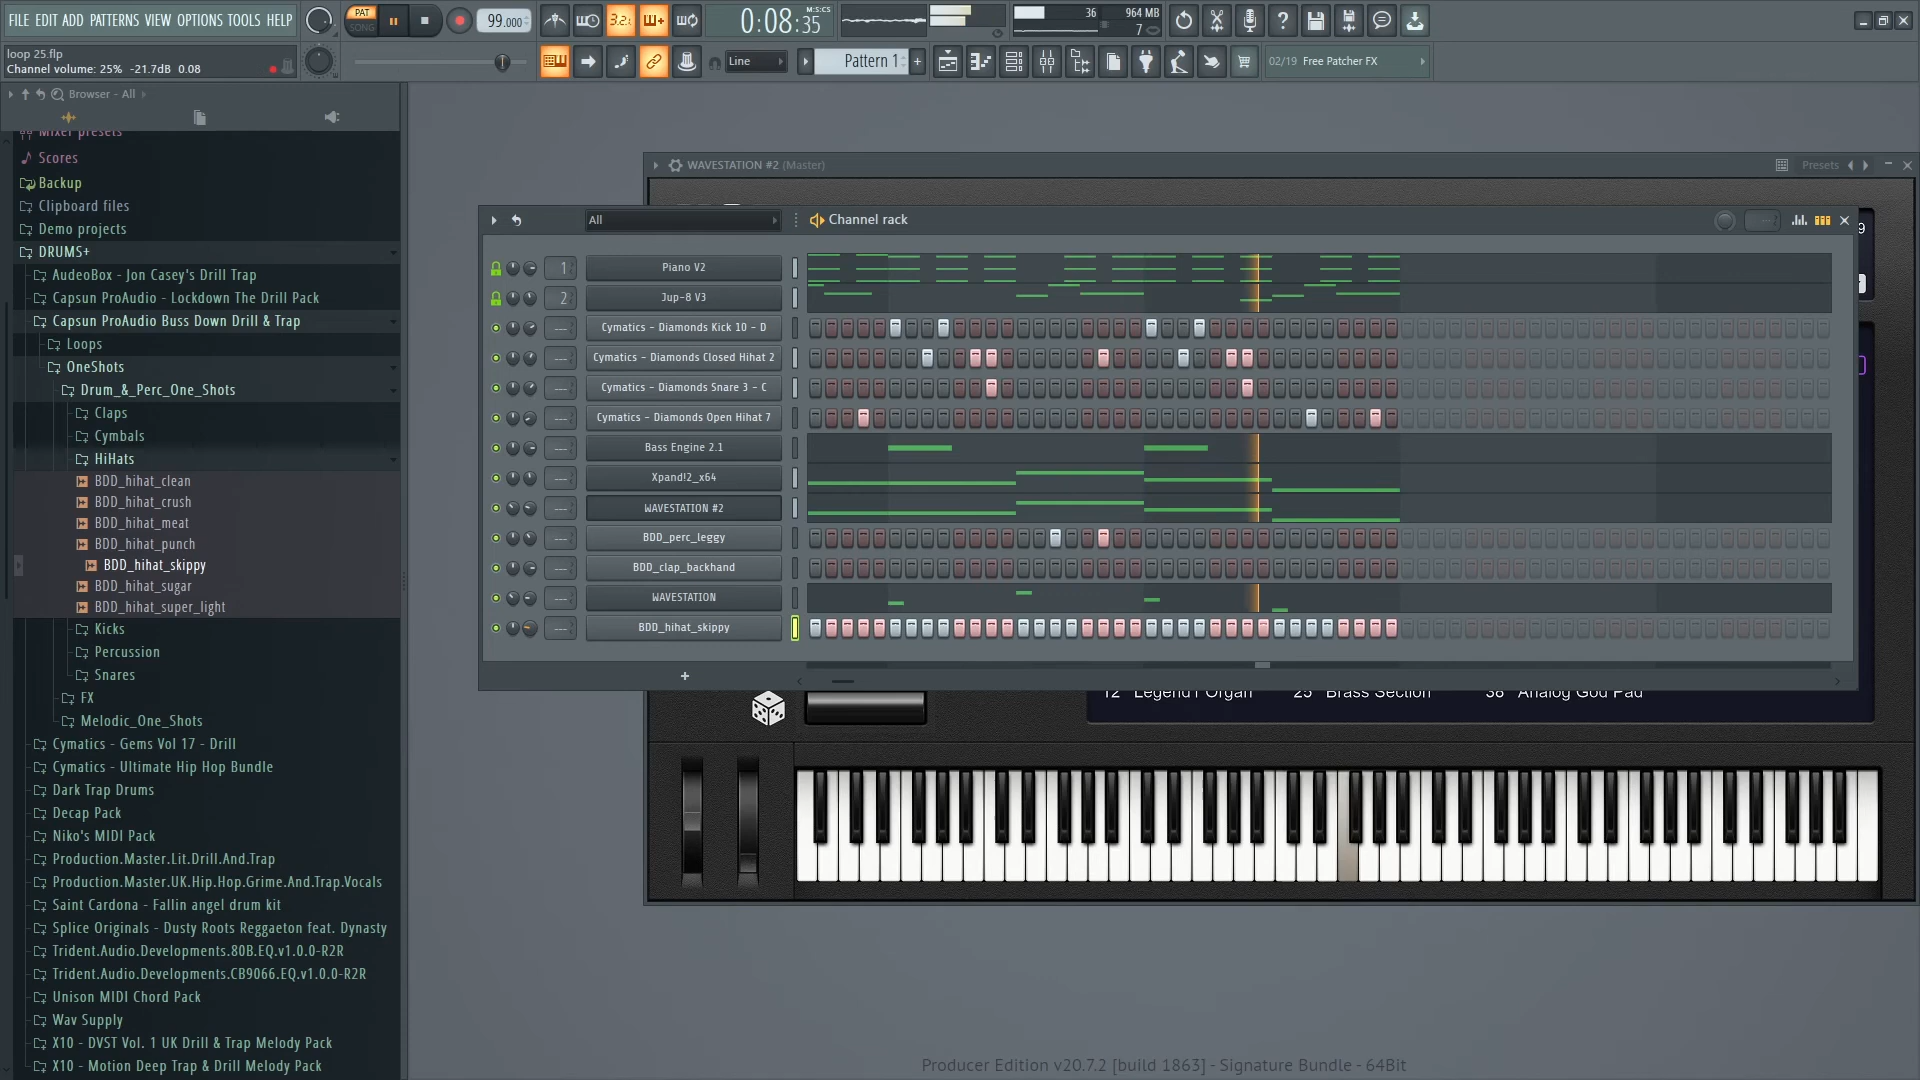 FILE EDIT ADD PATTERNS VIEW OPTIONS TOOLS HELP
PAT
SONG
99.000
3.2.
0:08:35
M:S:CS
36
964 MB
7
loop 25.flp
Channel volume: 25% -21.7dB 0.08
Line
Pattern 1
+
02/19 Free Patcher FX
Browser - All
Mixer presets
Scores
Backup
Clipboard files
Demo projects
DRUMS+
AudeoBox - Jon Casey's Drill Trap
Capsun ProAudio - Lockdown The Drill Pack
Capsun ProAudio Buss Down Drill & Trap
Loops
OneShots
Drum_&_Perc_One_Shots
Claps
Cymbals
HiHats
BDD_hihat_clean
BDD_hihat_crush
BDD_hihat_meat
BDD_hihat_punch
BDD_hihat_skippy
BDD_hihat_sugar
BDD_hihat_super_light
Kicks
Percussion
Snares
FX
Melodic_One_Shots
Cymatics - Gems Vol 17 - Drill
Cymatics - Ultimate Hip Hop Bundle
Dark Trap Drums
Decap Pack
Niko's MIDI Pack
Production.Master.Lit.Drill.And.Trap
Production.Master.UK.Hip.Hop.Grime.And.Trap.Vocals
Saint Cardona - Fallin angel drum kit
Splice Originals - Dusty Roots Reggaeton feat. Dynasty
Trident.Audio.Developments.80B.EQ.v1.0.0-R2R
Trident.Audio.Developments.CB9066.EQ.v1.0.0-R2R
Unison MIDI Chord Pack
Wav Supply
X10 - DVST Vol. 1 UK Drill & Trap Melody Pack
X10 - Motion Deep Trap & Drill Melody Pack
WAVESTATION #2 (Master)
Presets
All
Channel rack
9
1 Piano V2
2 Jup-8 V3
--- Cymatics - Diamonds Kick 10 - D
--- Cymatics - Diamonds Closed Hihat 2
--- Cymatics - Diamonds Snare 3 - C
--- Cymatics - Diamonds Open Hihat 7
--- Bass Engine 2.1
--- Xpand!2_x64
--- WAVESTATION #2
--- BDD_perc_leggy
--- BDD_clap_backhand
--- WAVESTATION
--- BDD_hihat_skippy
+
12 Legend I Organ 25 Brass Section 38 Analog God Pad
Producer Edition v20.7.2 [build 1863] - Signature Bundle - 64Bit